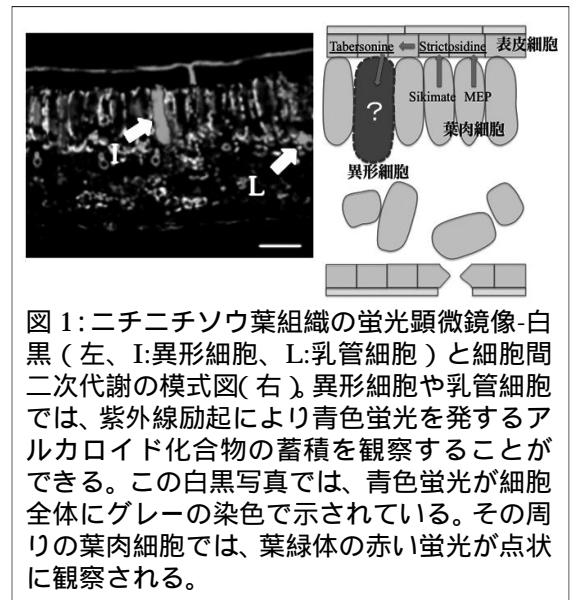 I
L
Tabersonine Strictosidine 表皮細胞
?
Sikimate MEP
葉肉細胞
異形細胞
図 1:ニチニチソウ葉組織の蛍光顕微鏡像-白
黒(左、I:異形細胞、L:乳管細胞)と細胞間
二次代謝の模式図(右)。異形細胞や乳管細胞
では、紫外線励起により青色蛍光を発するア
ルカロイド化合物の蓄積を観察することが
できる。この白黒写真では、青色蛍光が細胞
全体にグレーの染色で示されている。その周
りの葉肉細胞では、葉緑体の赤い蛍光が点状
に観察される。